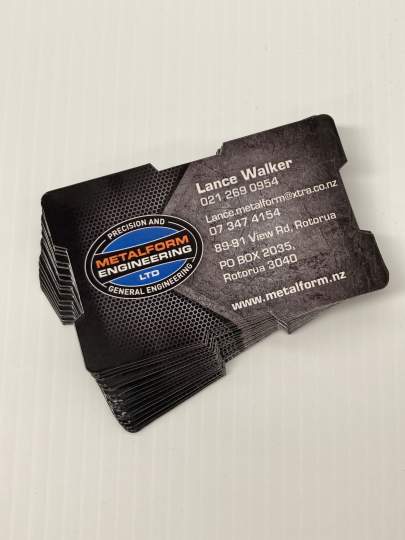 PRECISION AND
METALFORM
ENGINEERING
LTD
GENERAL ENGINEERING
Lance Walker
021 269 0954
Lance.metalform@xtra.co.nz
07 347 4154
89-91 View Rd, Rotorua
PO BOX 2035,
Rotorua 3040
www.metalform.nz